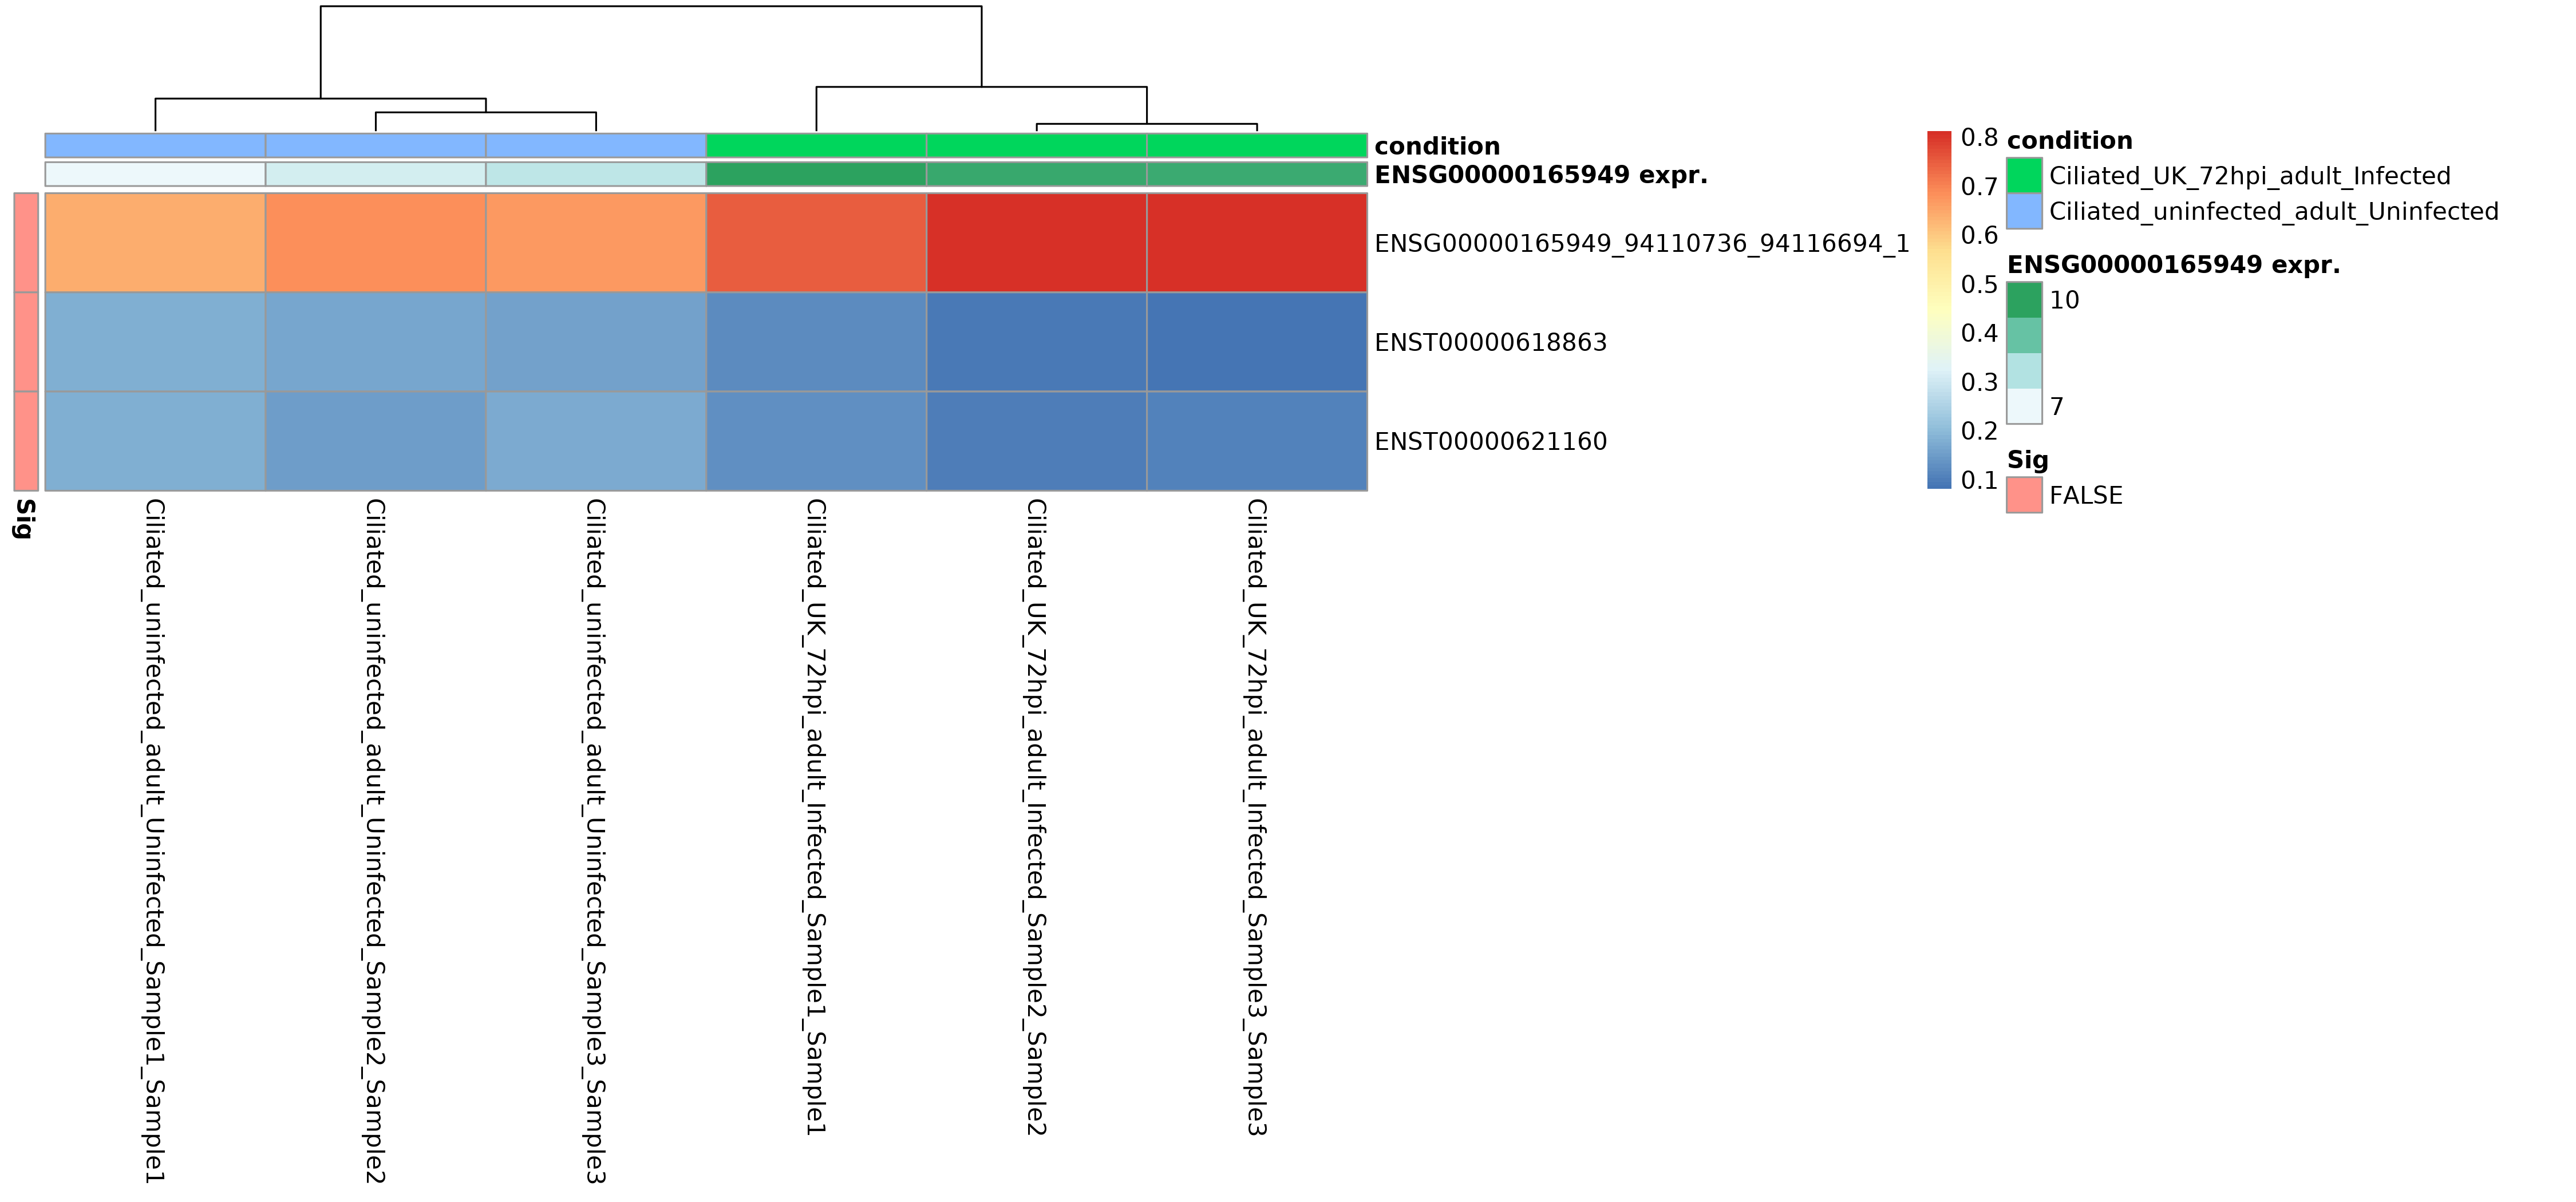 condition
ENSG00000165949 expr.
ENSG00000165949_94110736_94116694_1
ENST00000618863
ENST00000621160
Sig
Ciliated_uninfected_adult_Uninfected_Sample1_Sample1
Ciliated_uninfected_adult_Uninfected_Sample2_Sample2
Ciliated_uninfected_adult_Uninfected_Sample3_Sample3
Ciliated_UK_72hpi_adult_Infected_Sample1_Sample1
Ciliated_UK_72hpi_adult_Infected_Sample2_Sample2
Ciliated_UK_72hpi_adult_Infected_Sample3_Sample3
0.8
0.7
0.6
0.5
0.4
0.3
0.2
0.1
condition
Ciliated_UK_72hpi_adult_Infected
Ciliated_uninfected_adult_Uninfected
ENSG00000165949 expr.
10
7
Sig
FALSE